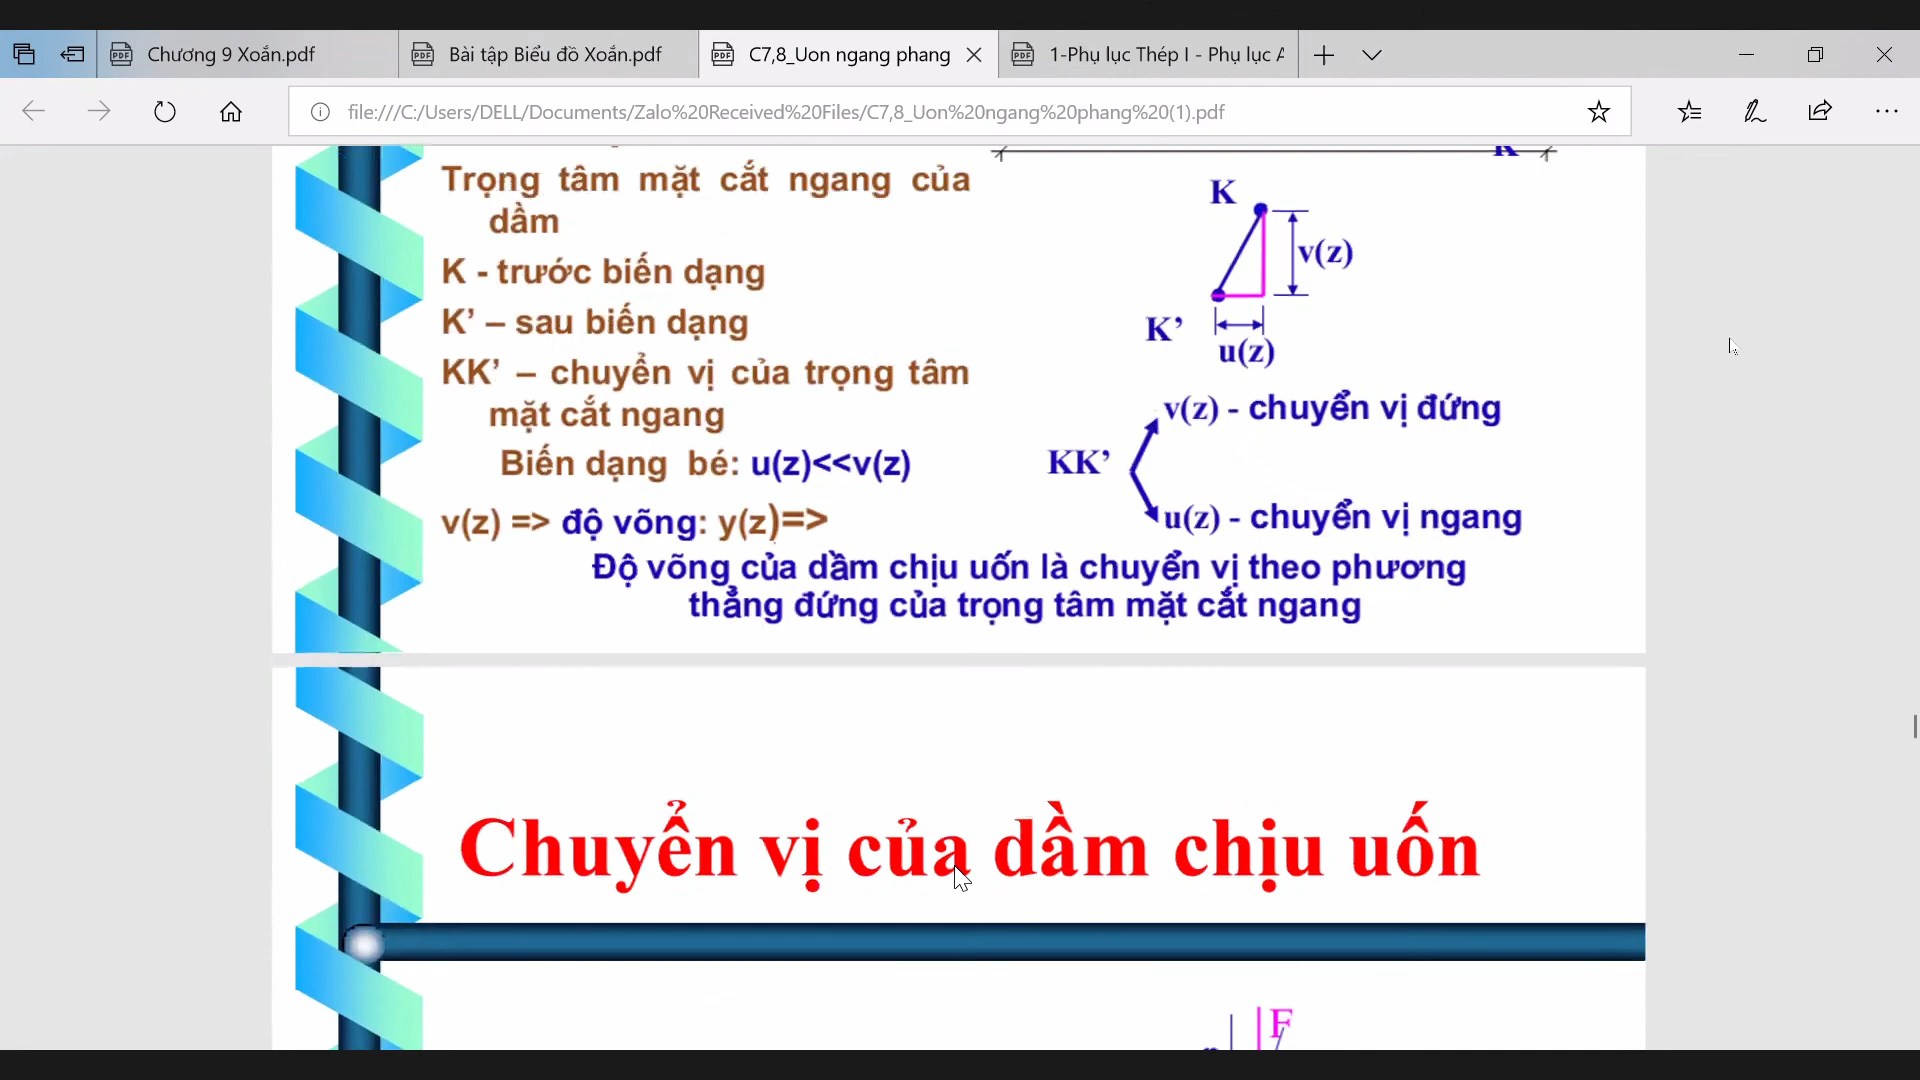 Chương 9 Xoắn.pdf
Bài tập Biểu đồ Xoắn.pdf
C7,8_Uon ngang phang
1-Phụ lục Thép I - Phụ lục A
file:///C:/Users/DELL/Documents/Zalo%20Received%20Files/C7,8_Uon%20ngang%20phang%20(1).pdf
Trọng tâm mặt cắt ngang của
dầm
K - trước biến dạng
K’ – sau biến dạng
KK’ – chuyển vị của trọng tâm
mặt cắt ngang
Biến dạng bé: u(z)<<v(z)
v(z) => độ võng: y(z)=>
K
K
v(z)
K’
u(z)
v(z) - chuyển vị đứng
KK’
u(z) - chuyển vị ngang
Độ võng của dầm chịu uốn là chuyển vị theo phương
thẳng đứng của trọng tâm mặt cắt ngang
Chuyển vị của dầm chịu uốn
F